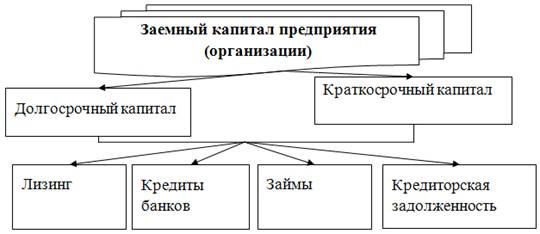 Заемный капитал предприятия
(организации)
Долгосрочный капитал
Краткосрочный капитал
Лизинг
Кредиты
банков
Займы
Кредиторская
задолженность